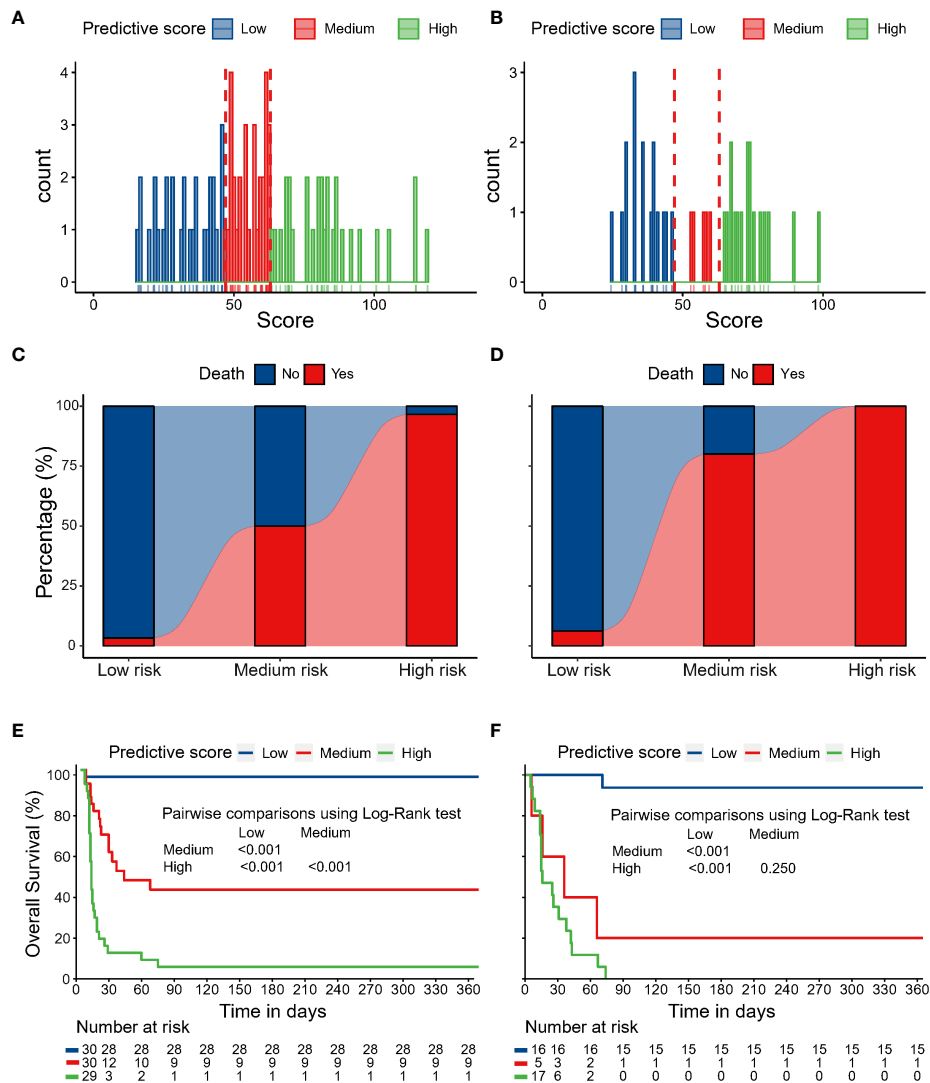 A
Predictive score Low Medium High
count
4
3
2
1
0
0 50 100
Score
B
Predictive score Low Medium High
count
3
2
1
0
0 50 100
Score
C
Death No Yes
Percentage (%)
100
75
50
25
0
Low risk Medium risk High risk
D
Death No Yes
Low risk Medium risk High risk
E
Predictive score Low Medium High
Overall Survival (%)
100
80
60
40
20
0
Pairwise comparisons using Log-Rank test
Low Medium
Medium <0.001
High <0.001 <0.001
0 30 60 90 120 150 180 210 240 270 300 330 360
Time in days
Number at risk
30 28 28 28 28 28 28 28 28 28 28 28 28
30 12 10 9 9 9 9 9 9 9 9 9 9
29 3 2 1 1 1 1 1 1 1 1 1 1
F
Predictive score Low Medium High
Pairwise comparisons using Log-Rank test
Low Medium
Medium <0.001
High <0.001 0.250
0 30 60 90 120 150 180 210 240 270 300 330 360
Time in days
Number at risk
16 16 16 15 15 15 15 15 15 15 15 15 15
5 3 2 1 1 1 1 1 1 1 1 1 1
17 6 2 0 0 0 0 0 0 0 0 0 0